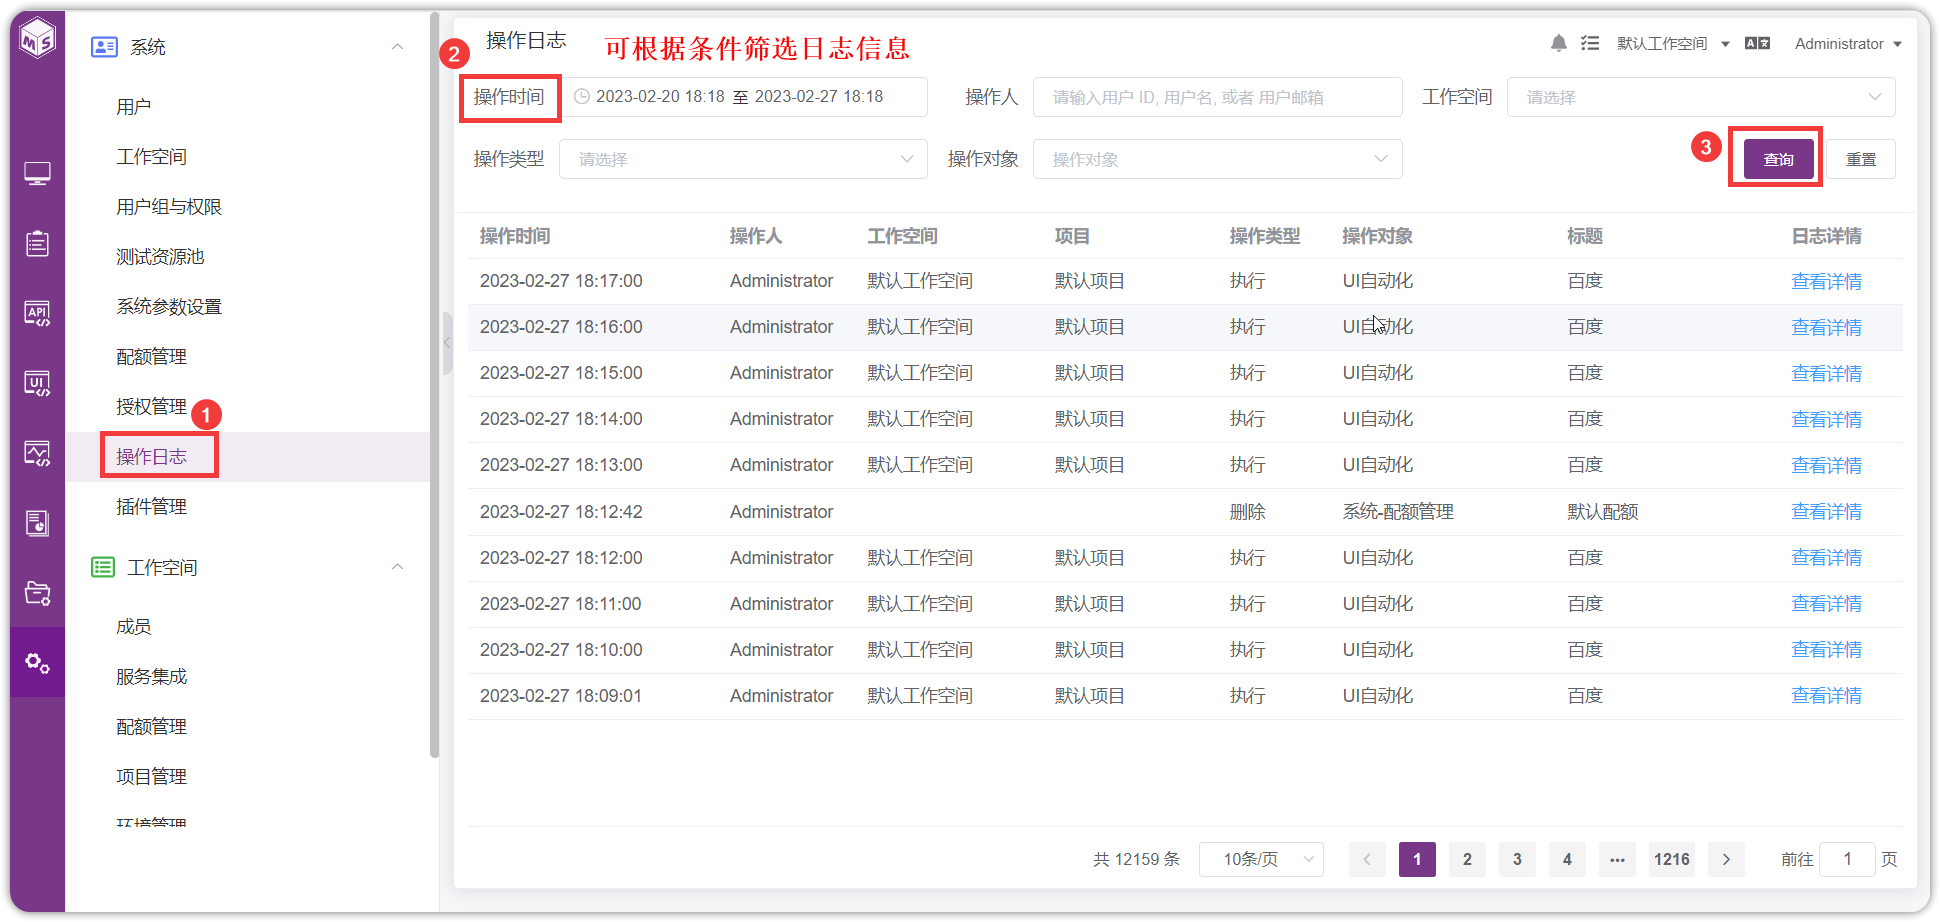 MS
API
UI
系统
用户
工作空间
用户组与权限
测试资源池
系统参数设置
配额管理
授权管理
1
操作日志
插件管理
工作空间
成员
服务集成
配额管理
项目管理
环境管理
2
操作日志
可根据条件筛选日志信息
默认工作空间
Administrator
操作时间 2023-02-20 18:18 至 2023-02-27 18:18 操作人 请输入用户 ID, 用户名, 或者 用户邮箱 工作空间 请选择
操作类型 请选择 操作对象 操作对象 3 查询 重置
操作时间 操作人 工作空间 项目 操作类型 操作对象 标题 日志详情
2023-02-27 18:17:00 Administrator 默认工作空间 默认项目 执行 UI自动化 百度 查看详情
2023-02-27 18:16:00 Administrator 默认工作空间 默认项目 执行 UI自动化 百度 查看详情
2023-02-27 18:15:00 Administrator 默认工作空间 默认项目 执行 UI自动化 百度 查看详情
2023-02-27 18:14:00 Administrator 默认工作空间 默认项目 执行 UI自动化 百度 查看详情
2023-02-27 18:13:00 Administrator 默认工作空间 默认项目 执行 UI自动化 百度 查看详情
2023-02-27 18:12:42 Administrator 删除 系统-配额管理 默认配额 查看详情
2023-02-27 18:12:00 Administrator 默认工作空间 默认项目 执行 UI自动化 百度 查看详情
2023-02-27 18:11:00 Administrator 默认工作空间 默认项目 执行 UI自动化 百度 查看详情
2023-02-27 18:10:00 Administrator 默认工作空间 默认项目 执行 UI自动化 百度 查看详情
2023-02-27 18:09:01 Administrator 默认工作空间 默认项目 执行 UI自动化 百度 查看详情
共 12159 条 10条/页 1 2 3 4 ••• 1216 前往 1 页